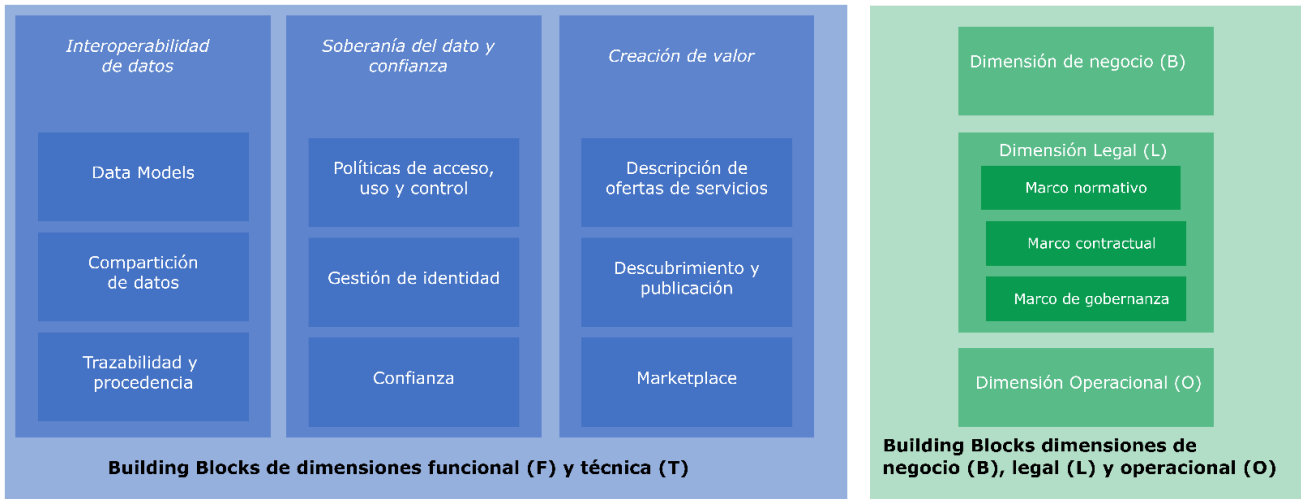 Interoperabilidad
de datos
Data Models
Compartición
de datos
Trazabilidad y
procedencia
Soberanía del dato y
confianza
Políticas de acceso,
uso y control
Gestión de identidad
Confianza
Creación de valor
Descripción de
ofertas de servicios
Descubrimiento y
publicación
Marketplace
Building Blocks de dimensiones funcional (F) y técnica (T)
Dimensión de negocio (B)
Dimensión Legal (L)
Marco normativo
Marco contractual
Marco de gobernanza
Dimensión Operacional (O)
Building Blocks dimensiones de
negocio (B), legal (L) y operacional (O)